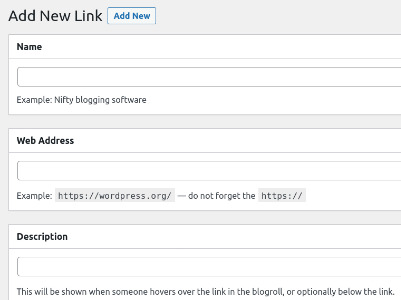 Add New Link Add New
Name
Example: Nifty blogging software
Web Address
Example: https://wordpress.org/ — do not forget the https://
Description
This will be shown when someone hovers over the link in the blogroll, or optionally below the link.